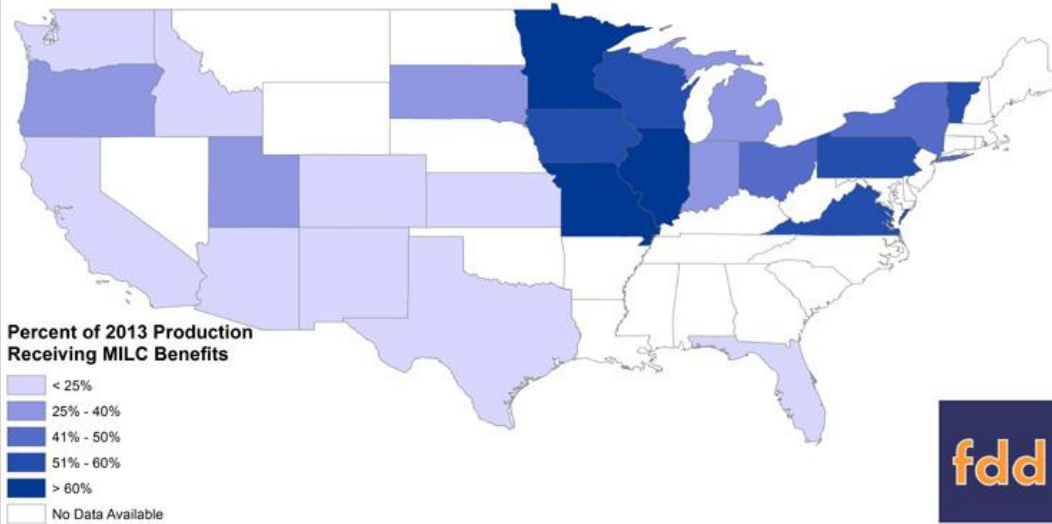 Percent of 2013 Production
Receiving MILC Benefits
< 25%
25% - 40%
41% - 50%
51% - 60%
> 60%
No Data Available
fdd